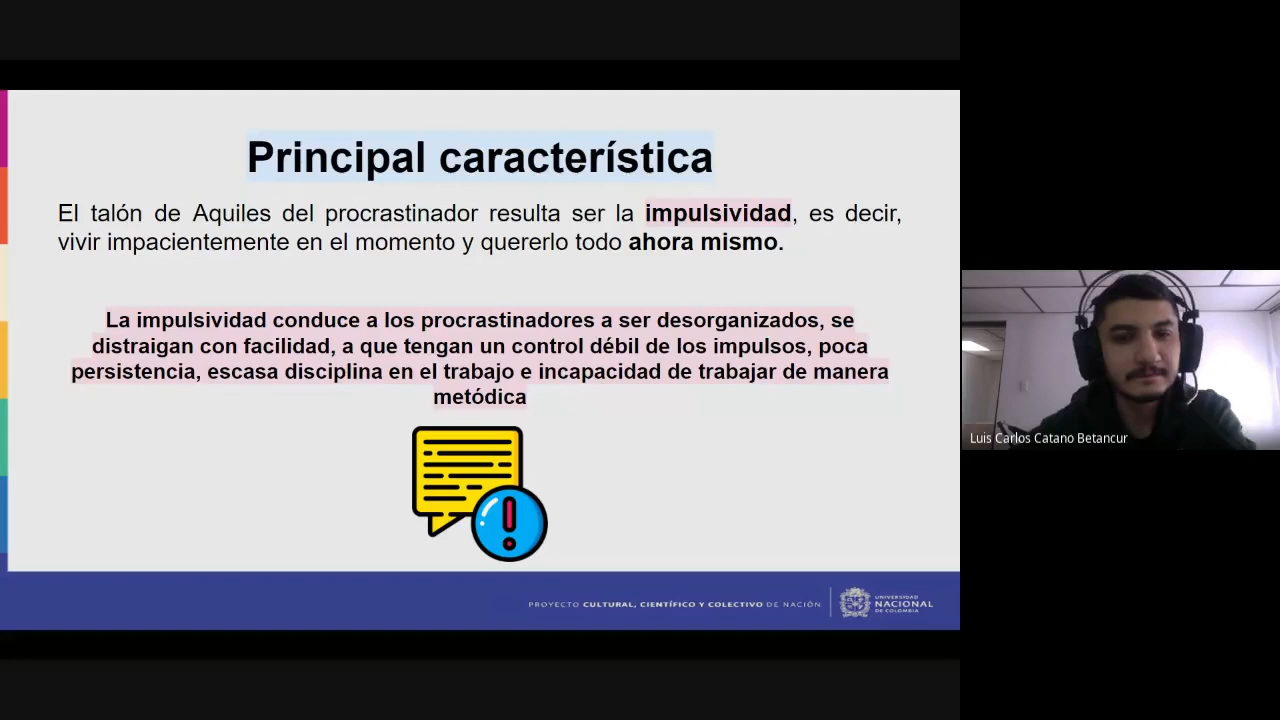 Principal característica
El talón de Aquiles del procrastinador resulta ser la impulsividad, es decir,
vivir impacientemente en el momento y quererlo todo ahora mismo.
La impulsividad conduce a los procrastinadores a ser desorganizados, se
distraigan con facilidad, a que tengan un control débil de los impulsos, poca
persistencia, escasa disciplina en el trabajo e incapacidad de trabajar de manera
metódica
PROYECTO CULTURAL, CIENTÍFICO Y COLECTIVO DE NACIÓN
UNIVERSIDAD
NACIONAL
DE COLOMBIA
Luis Carlos Catano Betancur